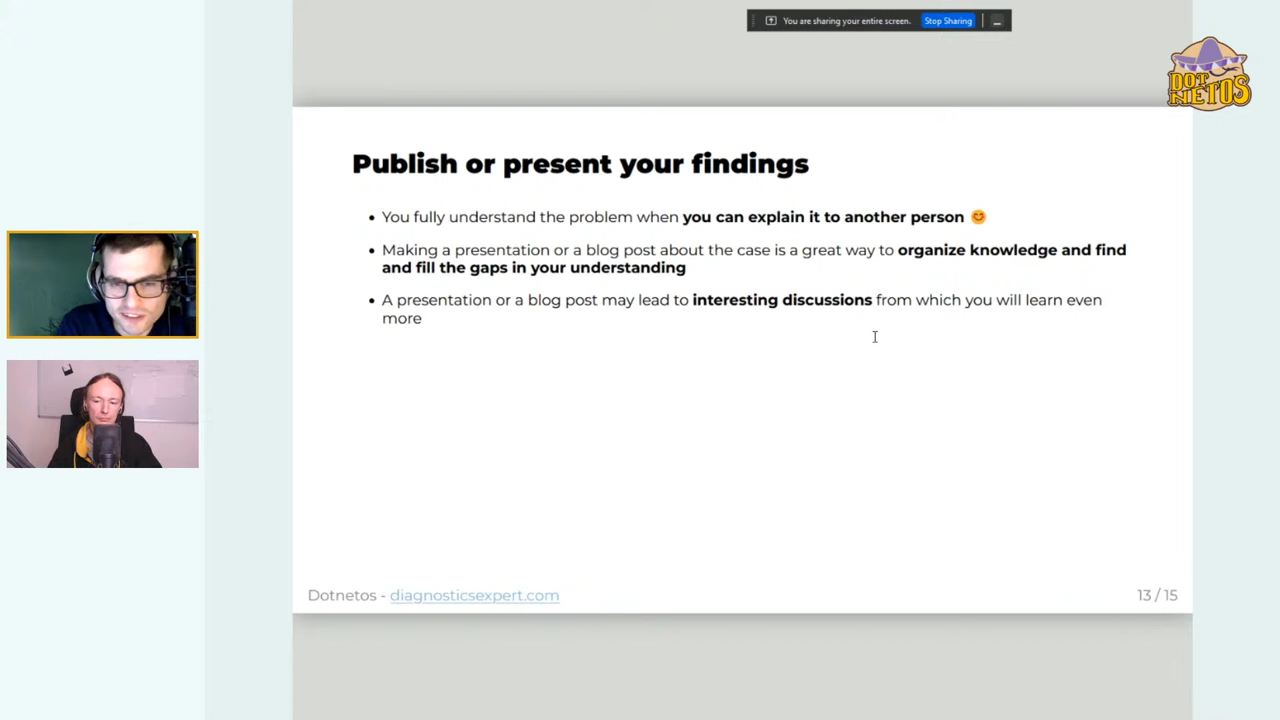 You are sharing your entire screen. Stop Sharing
DOT
NETOS
Publish or present your findings
• You fully understand the problem when you can explain it to another person 😊
• Making a presentation or a blog post about the case is a great way to organize knowledge and find
and fill the gaps in your understanding
• A presentation or a blog post may lead to interesting discussions from which you will learn even
more
Dotnetos - diagnosticsexpert.com
13 / 15